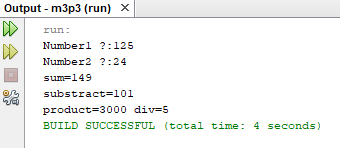 Output - m3p3 (run) ×
run:
Number1 ?:125
Number2 ?:24
sum=149
substract=101
product=3000 div=5
BUILD SUCCESSFUL (total time: 4 seconds)